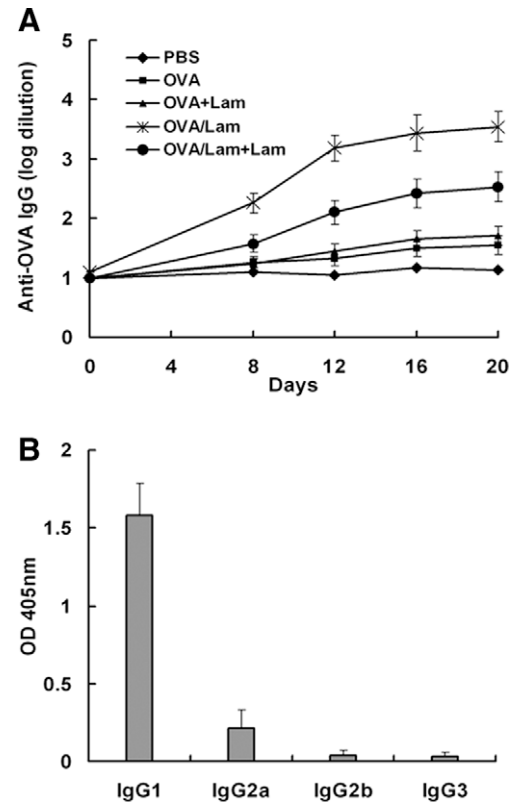 A
5
4
3
2
1
0
Anti-OVA IgG (log dilution)
PBS
OVA
OVA+Lam
OVA/Lam
OVA/Lam+Lam
0 4 8 12 16 20
Days
B
2
1.5
1
0.5
0
OD 405nm
IgG1 IgG2a IgG2b IgG3